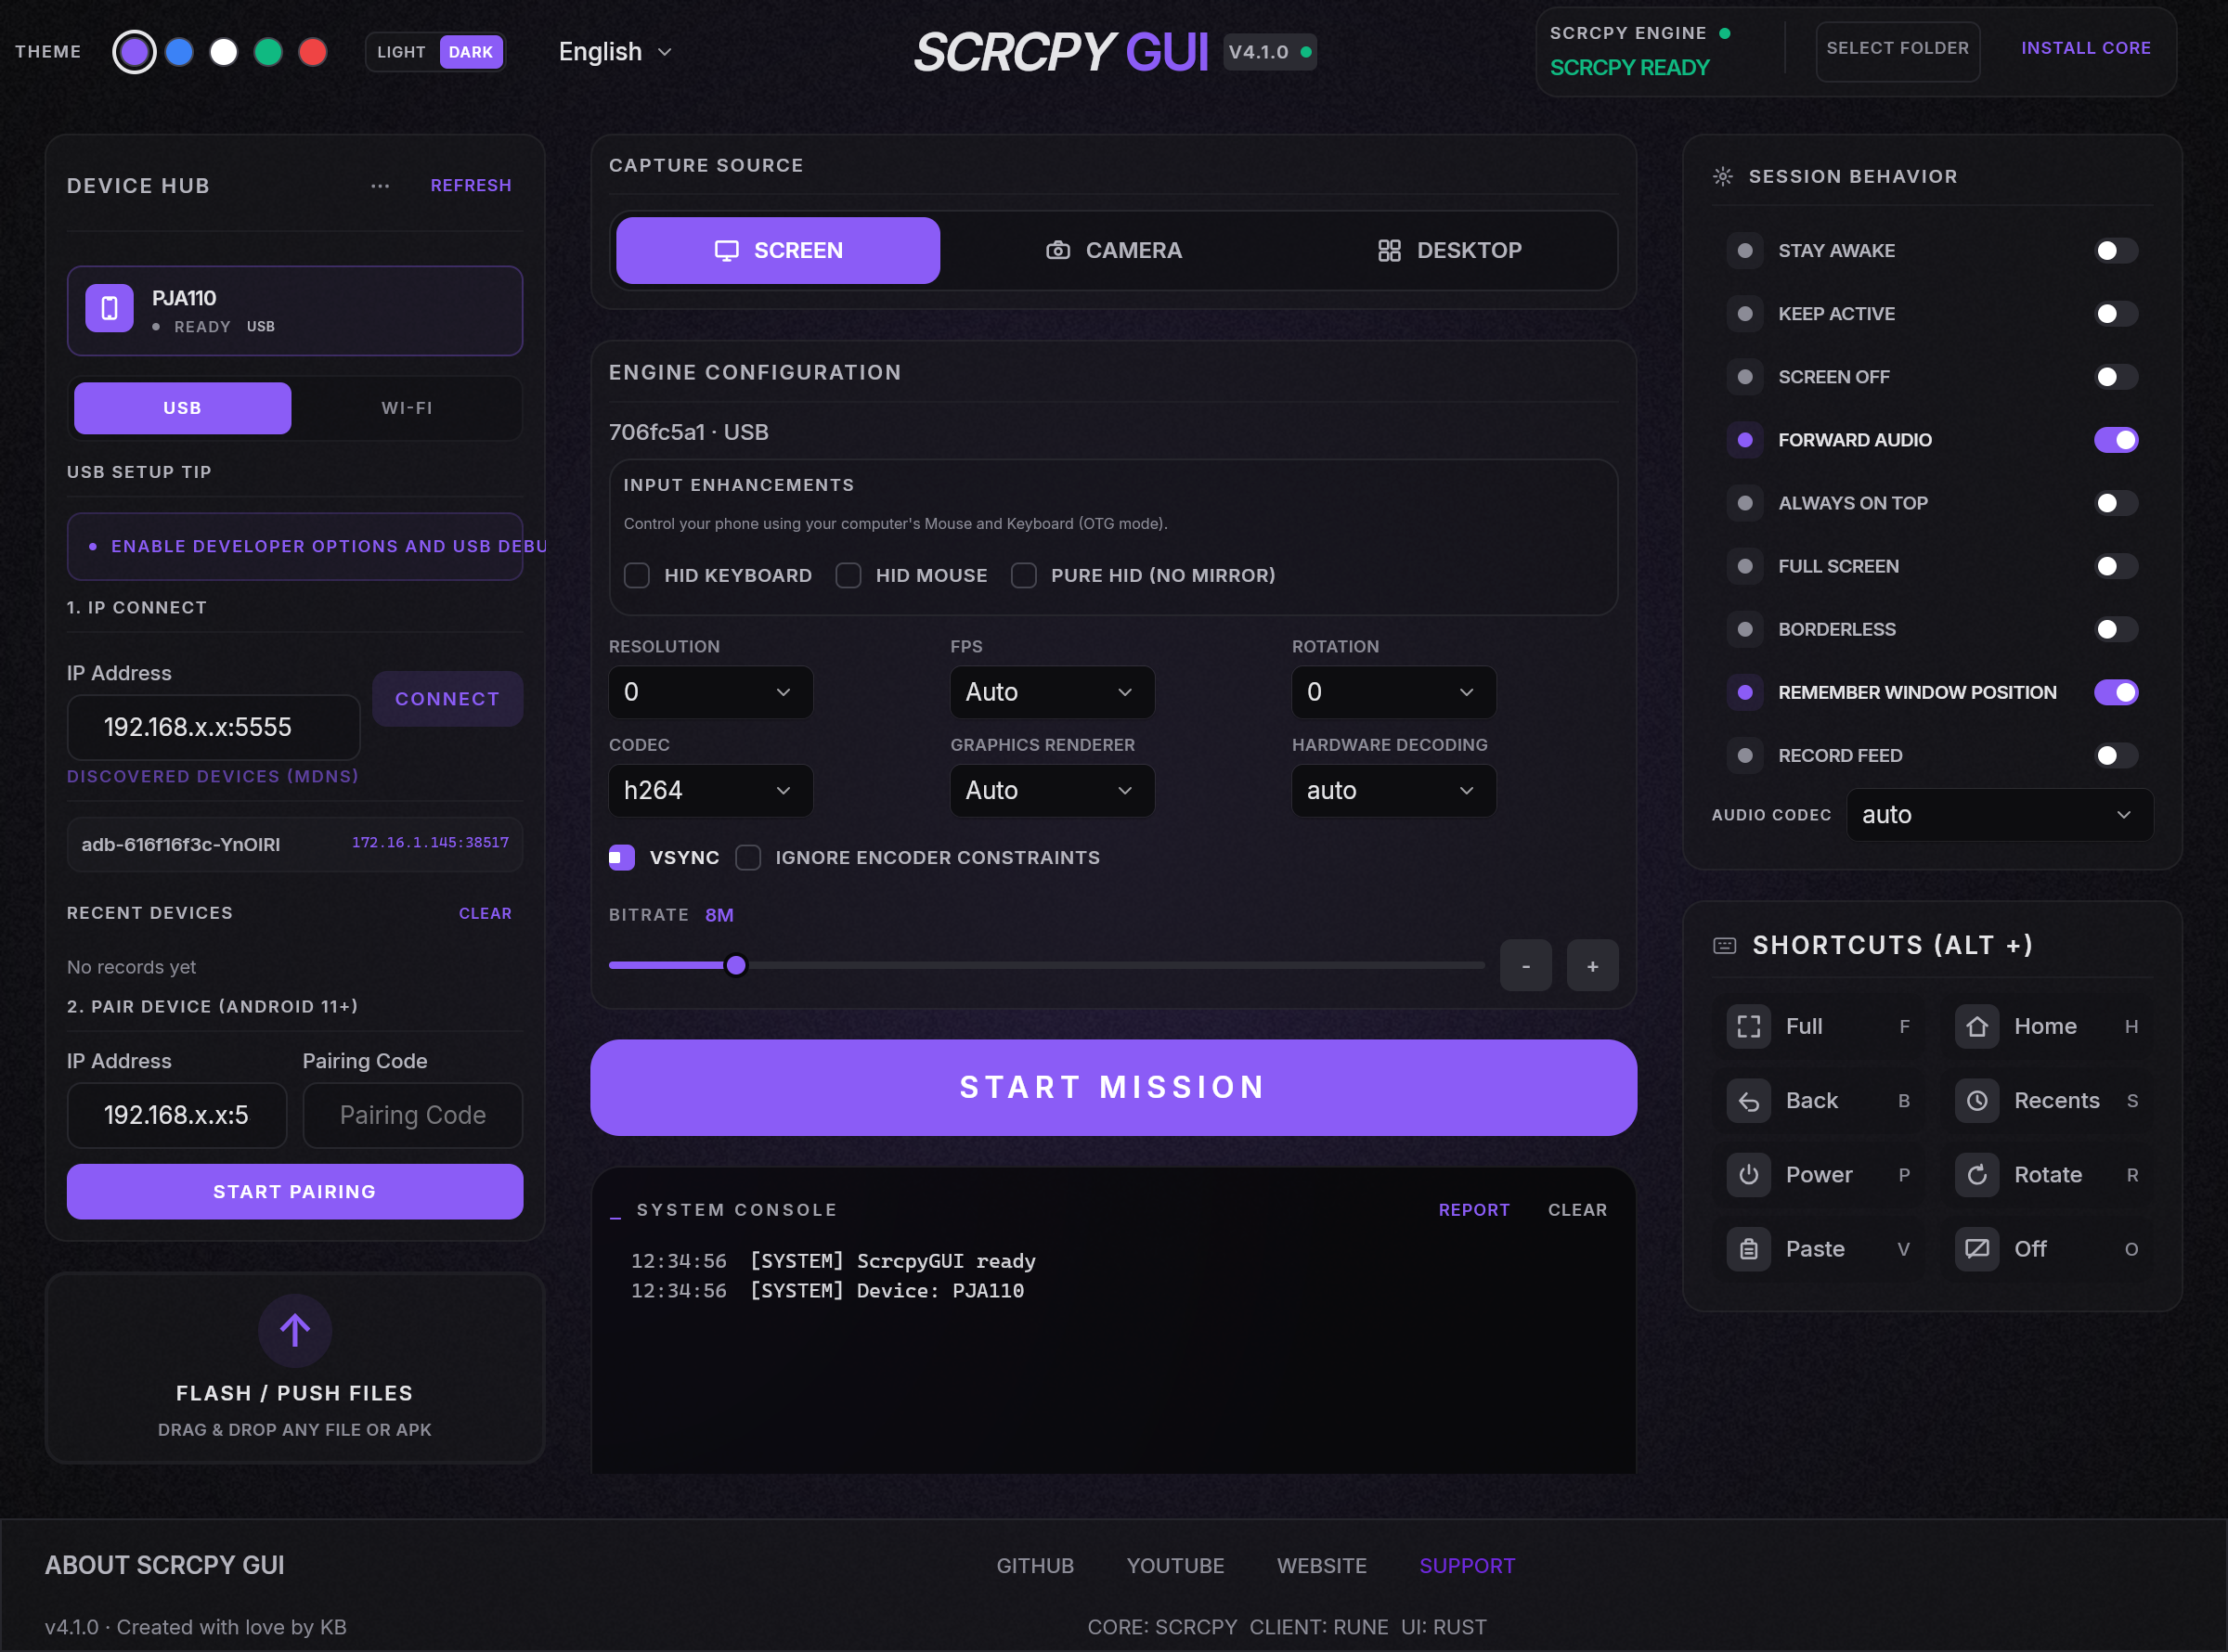 THEME
LIGHT DARK
English
SCRCPY GUI V4.1.0
SCRCPY ENGINE
SCRCPY READY
SELECT FOLDER
INSTALL CORE
DEVICE HUB
...
REFRESH
PJA110
READY USB
USB WI-FI
USB SETUP TIP
ENABLE DEVELOPER OPTIONS AND USB DEBU
1. IP CONNECT
IP Address
192.168.x.x:5555
CONNECT
DISCOVERED DEVICES (MDNS)
adb-616f16f3c-YnOIRI 172.16.1.145:38517
RECENT DEVICES CLEAR
No records yet
2. PAIR DEVICE (ANDROID 11+)
IP Address Pairing Code
192.168.x.x:5 Pairing Code
START PAIRING
FLASH / PUSH FILES
DRAG & DROP ANY FILE OR APK
CAPTURE SOURCE
SCREEN CAMERA DESKTOP
ENGINE CONFIGURATION
706fc5a1 · USB
INPUT ENHANCEMENTS
Control your phone using your computer's Mouse and Keyboard (OTG mode).
HID KEYBOARD HID MOUSE PURE HID (NO MIRROR)
RESOLUTION FPS ROTATION
0 Auto 0
CODEC GRAPHICS RENDERER HARDWARE DECODING
h264 Auto auto
VSYNC IGNORE ENCODER CONSTRAINTS
BITRATE 8M
- +
START MISSION
_ SYSTEM CONSOLE REPORT CLEAR
12:34:56 [SYSTEM] ScrcpyGUI ready
12:34:56 [SYSTEM] Device: PJA110
SESSION BEHAVIOR
STAY AWAKE
KEEP ACTIVE
SCREEN OFF
FORWARD AUDIO
ALWAYS ON TOP
FULL SCREEN
BORDERLESS
REMEMBER WINDOW POSITION
RECORD FEED
AUDIO CODEC auto
SHORTCUTS (ALT +)
Full F Home H
Back B Recents S
Power P Rotate R
Paste V Off O
ABOUT SCRCPY GUI
GITHUB YOUTUBE WEBSITE SUPPORT
v4.1.0 · Created with love by KB
CORE: SCRCPY CLIENT: RUNE UI: RUST